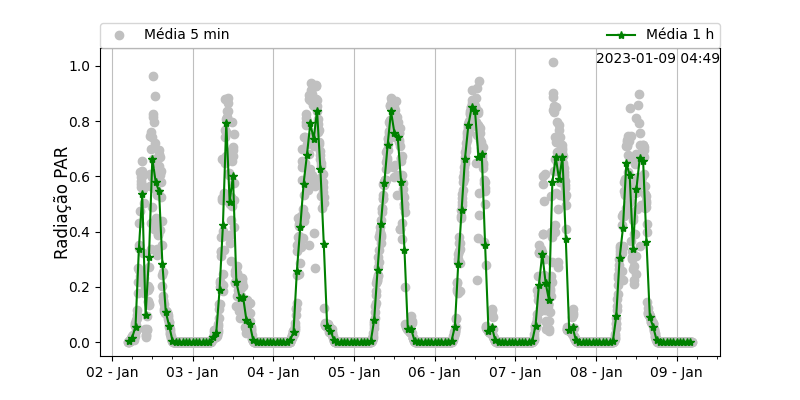 Média 5 min
Média 1 h
2023-01-09 04:49
Radiação PAR
1.0
0.8
0.6
0.4
0.2
0.0
02 - Jan
03 - Jan
04 - Jan
05 - Jan
06 - Jan
07 - Jan
08 - Jan
09 - Jan